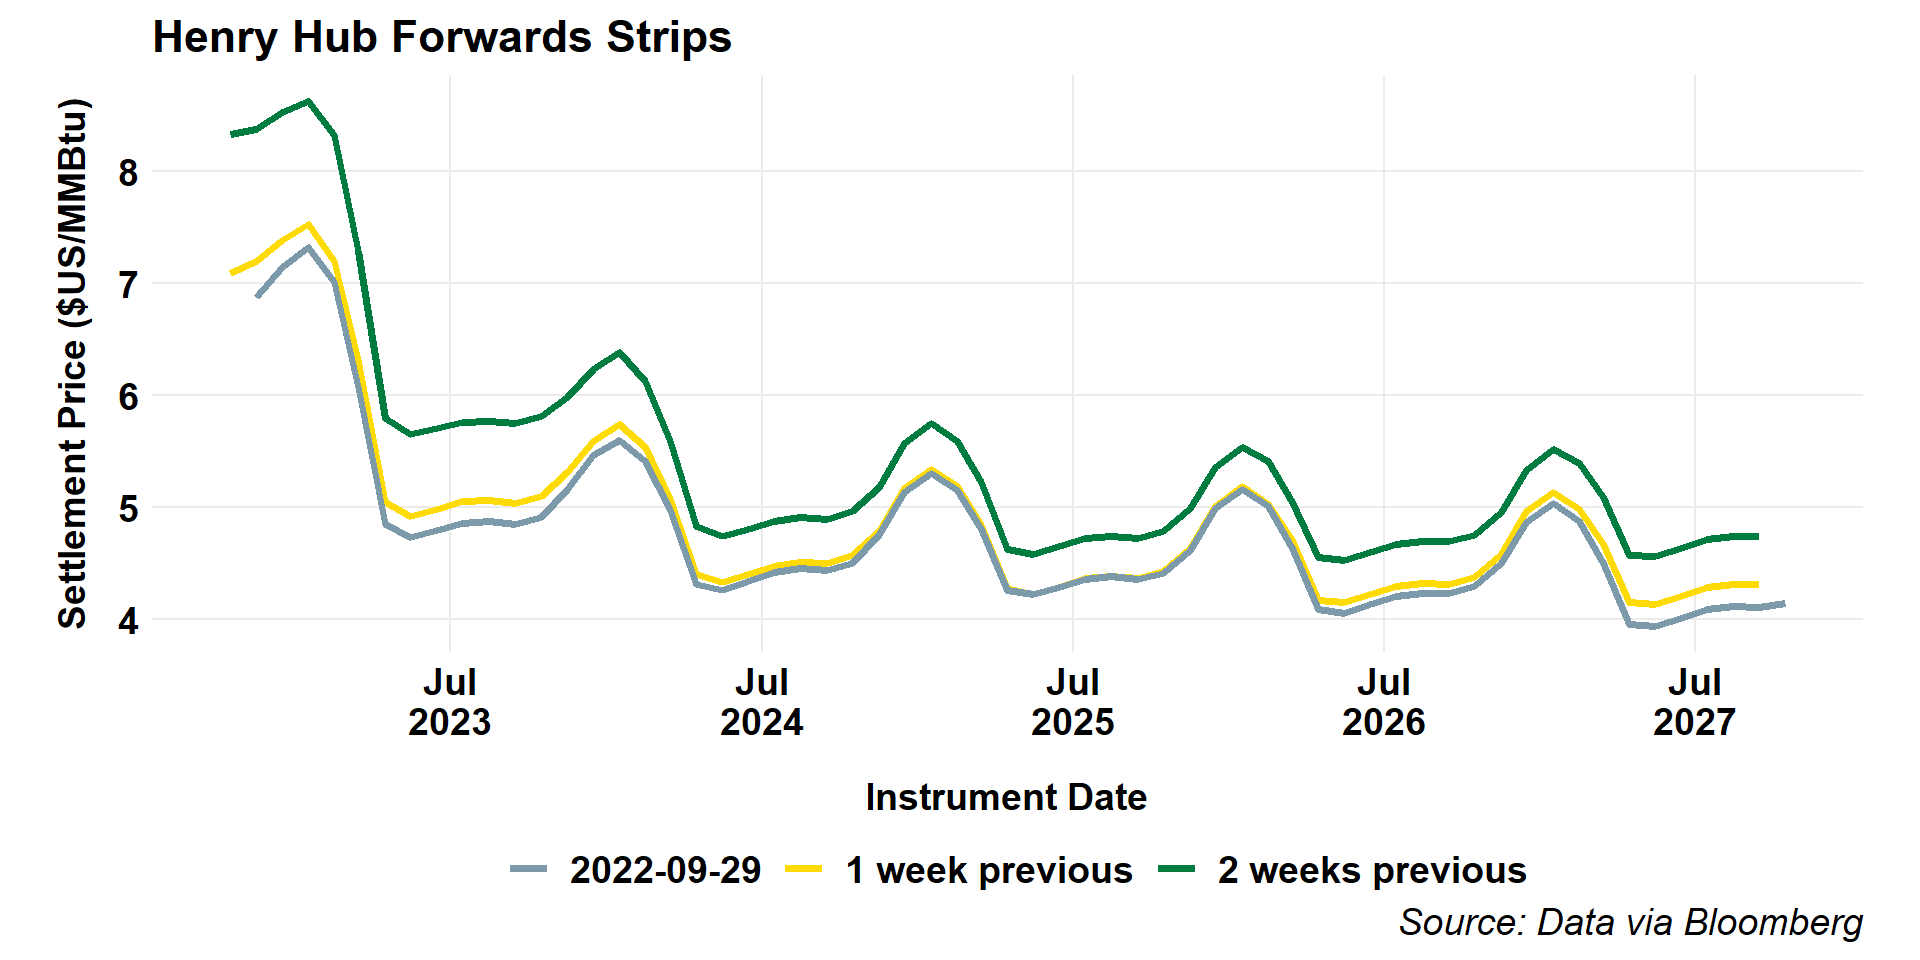 Henry Hub Forwards Strips
Settlement Price ($US/MMBtu)
8
7
6
5
4
Jul 2023
Jul 2024
Jul 2025
Jul 2026
Jul 2027
Instrument Date
2022-09-29
1 week previous
2 weeks previous
Source: Data via Bloomberg